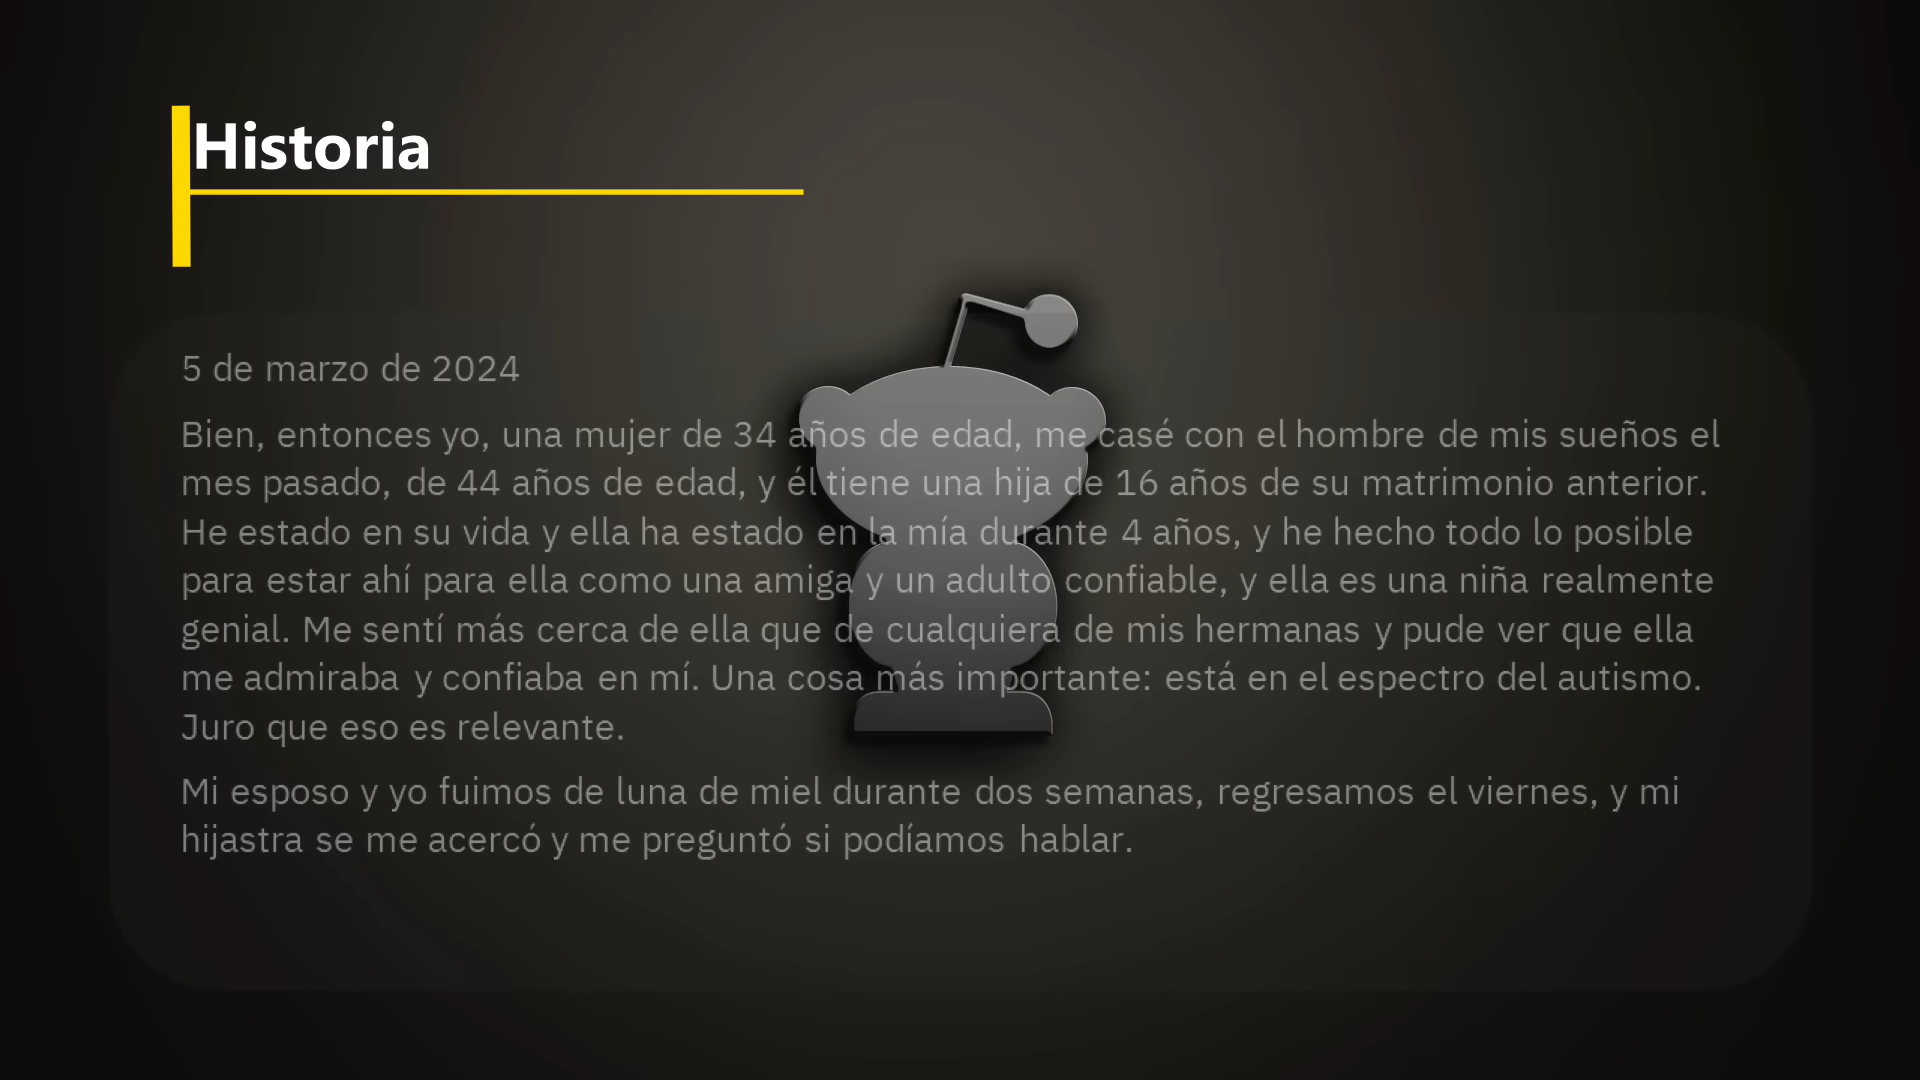 Historia
5 de marzo de 2024
Bien, entonces yo, una mujer de 34 años de edad, me casé con el hombre de mis sueños el
mes pasado, de 44 años de edad, y él tiene una hija de 16 años de su matrimonio anterior.
He estado en su vida y ella ha estado en la mía durante 4 años, y he hecho todo lo posible
para estar ahí para ella como una amiga y un adulto confiable, y ella es una niña realmente
genial. Me sentí más cerca de ella que de cualquiera de mis hermanas y pude ver que ella
me admiraba y confiaba en mí. Una cosa más importante: está en el espectro del autismo.
Juro que eso es relevante.
Mi esposo y yo fuimos de luna de miel durante dos semanas, regresamos el viernes, y mi
hijastra se me acercó y me preguntó si podíamos hablar.